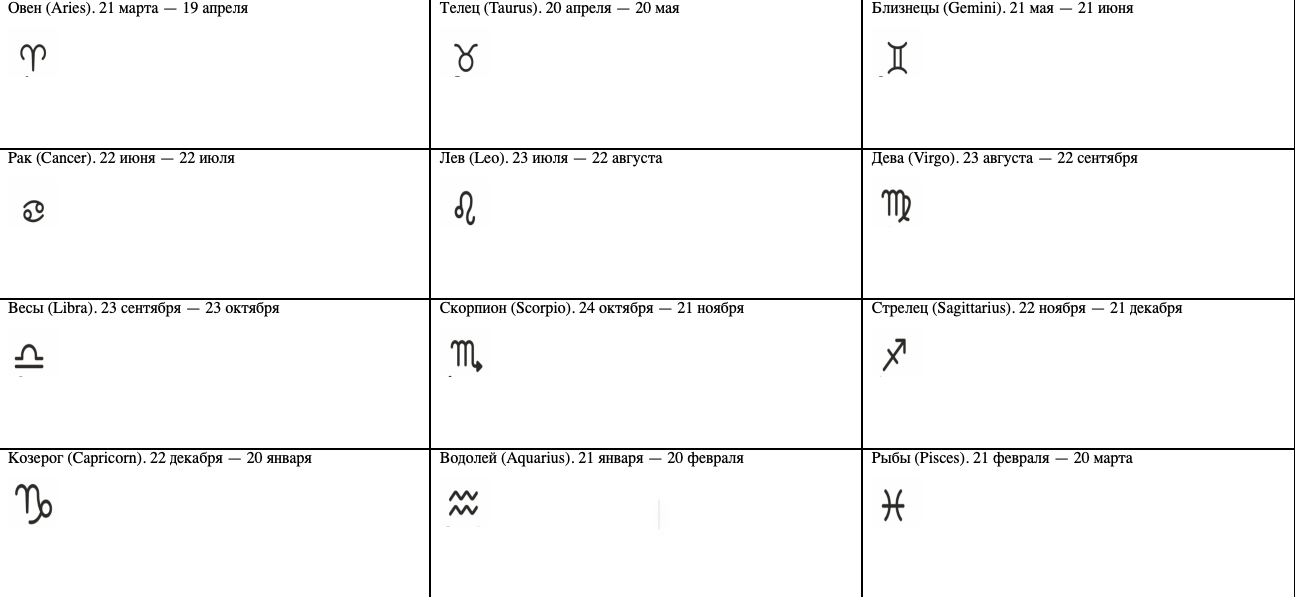 Овен (Aries). 21 марта — 19 апреля
Телец (Taurus). 20 апреля — 20 мая
Близнецы (Gemini). 21 мая — 21 июня
♈
♉
♊
Рак (Cancer). 22 июня — 22 июля
Лев (Leo). 23 июля — 22 августа
Дева (Virgo). 23 августа — 22 сентября
♋
♌
♍
Весы (Libra). 23 сентября — 23 октября
Скорпион (Scorpio). 24 октября — 21 ноября
Стрелец (Sagittarius). 22 ноября — 21 декабря
♎
♏
♐
Козерог (Capricorn). 22 декабря — 20 января
Водолей (Aquarius). 21 января — 20 февраля
Рыбы (Pisces). 21 февраля — 20 марта
♑
♒
♓